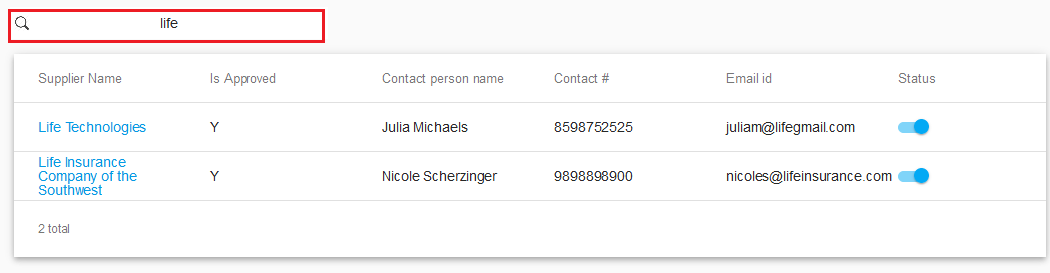 life
Supplier Name Is Approved Contact person name Contact # Email id Status
Life Technologies Y Julia Michaels 8598752525 juliam@lifegmail.com
Life Insurance
Company of the Y Nicole Scherzinger 9898898900 nicoles@lifeinsurance.com
Southwest
2 total